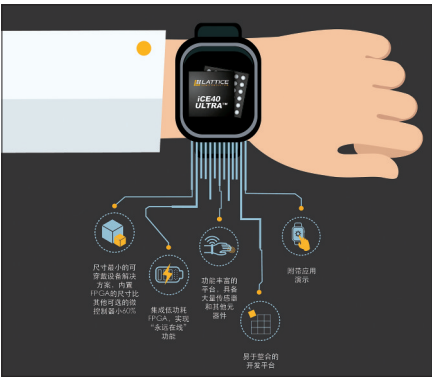 LATTICE
iCE40
ULTRA™
尺寸最小的可
穿戴设备解决
方案，内置
FPGA的尺寸比
其他可选的微
控制器小60%
集成低功耗
FPGA，实现
“永远在线”
功能
功能丰富的
平台，具备
大量传感器
和其他元
器件
易于整合的
开发平台
附带应用
演示